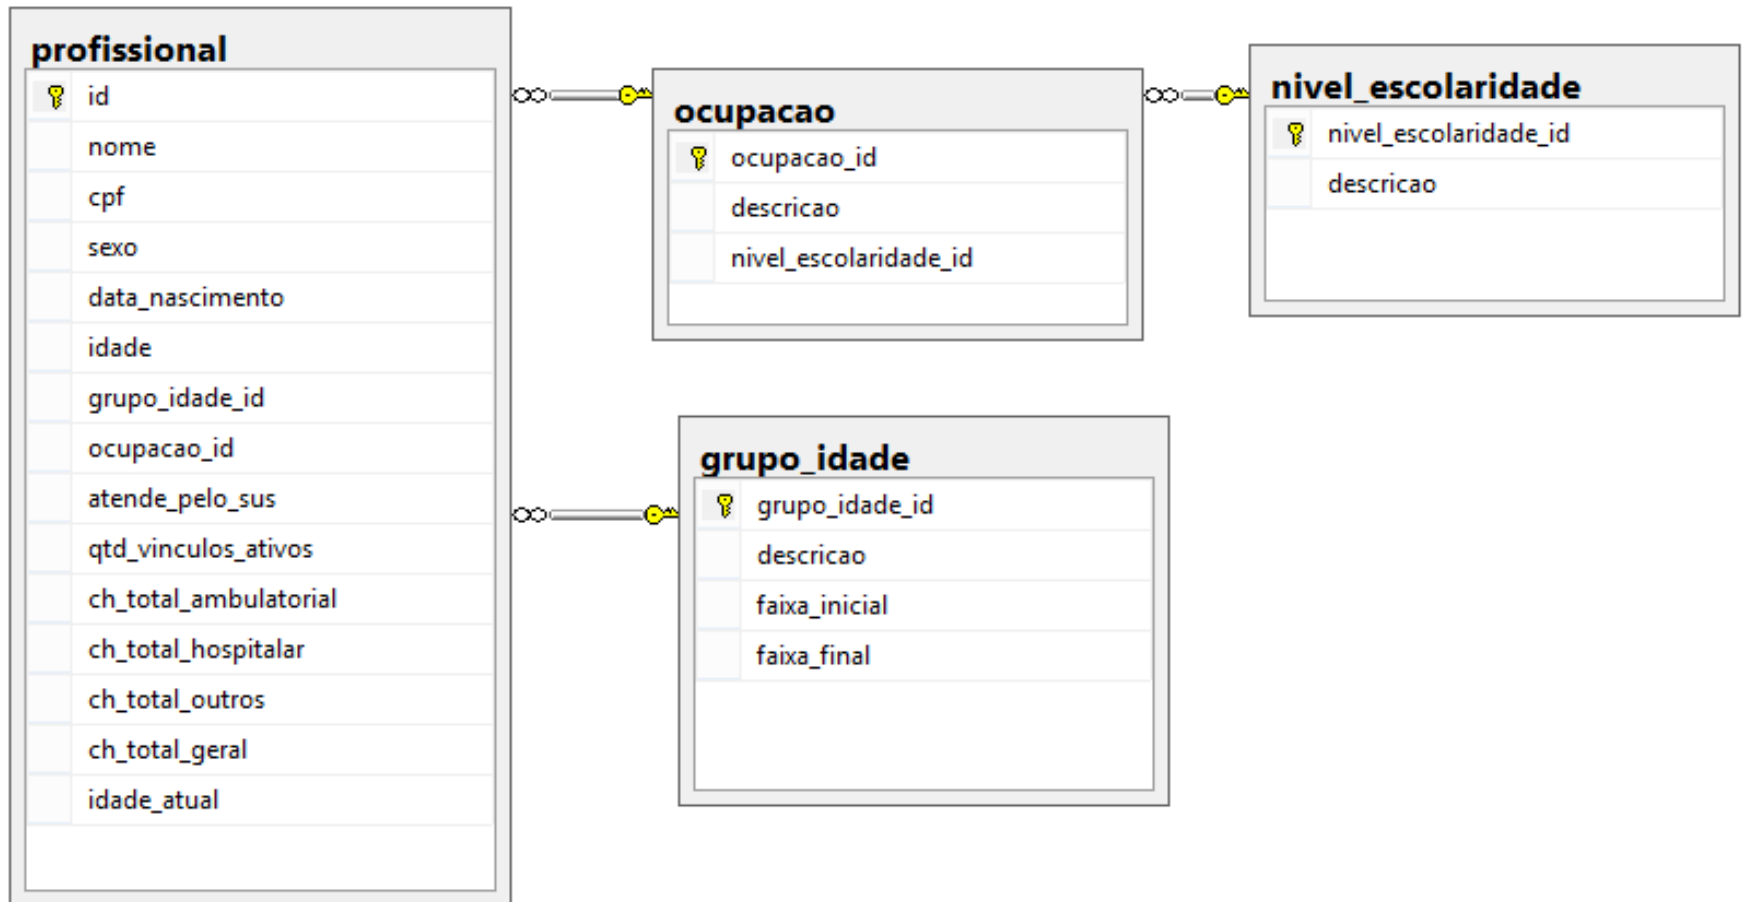 profissional
id
nome
cpf
sexo
data_nascimento
idade
grupo_idade_id
ocupacao_id
atende_pelo_sus
qtd_vinculos_ativos
ch_total_ambulatorial
ch_total_hospitalar
ch_total_outros
ch_total_geral
idade_atual
ocupacao
ocupacao_id
descricao
nivel_escolaridade_id
nivel_escolaridade
nivel_escolaridade_id
descricao
grupo_idade
grupo_idade_id
descricao
faixa_inicial
faixa_final